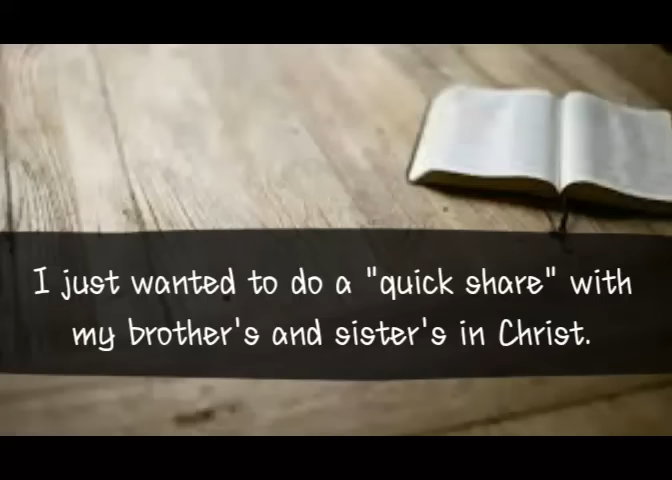 I just wanted to do a "quick share" with
my brother's and sister's in Christ.